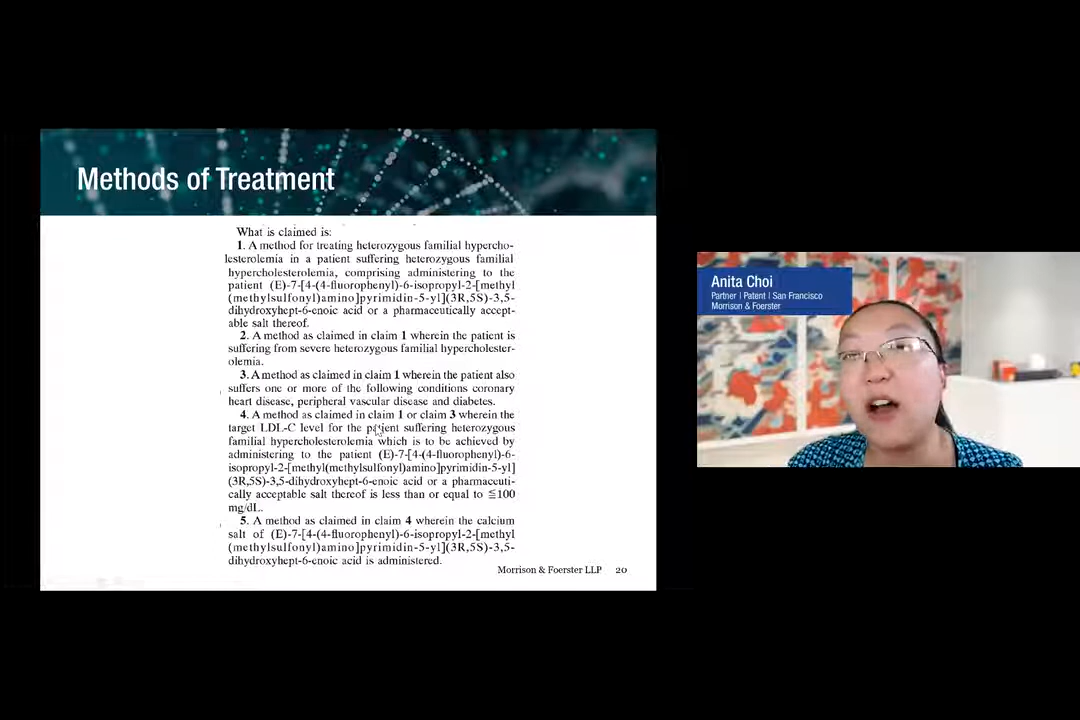 Methods of Treatment
What is claimed is:
1. A method for treating heterozygous familial hypercho-
lesterolemia in a patient suffering heterozygous familial
hypercholesterolemia, comprising administering to the
patient (E)-7-[4-(4-fluorophenyl)-6-isopropyl-2-[methyl
(methylsulfonyl)amino]pyrimidin-5-yl](3R,5S)-3,5-
dihydroxyhept-6-enoic acid or a pharmaceutically accept-
able salt thereof.
2. A method as claimed in claim 1 wherein the patient is
suffering from severe heterozygous familial hypercholester-
olemia.
3. A method as claimed in claim 1 wherein the patient also
suffers one or more of the following conditions coronary
heart disease, peripheral vascular disease and diabetes.
4. A method as claimed in claim 1 or claim 3 wherein the
target LDL-C level for the patient suffering heterozygous
familial hypercholesterolemia which is to be achieved by
administering to the patient (E)-7-[4-(4-fluorophenyl)-6-
isopropyl-2-[methyl(methylsulfonyl)amino]pyrimidin-5-yl]
(3R,5S)-3,5-dihydroxyhept-6-enoic acid or a pharmaceuti-
cally acceptable salt thereof is less than or equal to ≦100
mg/dL.
5. A method as claimed in claim 4 wherein the calcium
salt of (E)-7-[4-(4-fluorophenyl)-6-isopropyl-2-[methyl
(methylsulfonyl)amino]pyrimidin-5-yl](3R,5S)-3,5-
dihydroxyhept-6-enoic acid is administered.
Morrison & Foerster LLP 20
Anita Choi
Partner | Patent | San Francisco
Morrison & Foerster